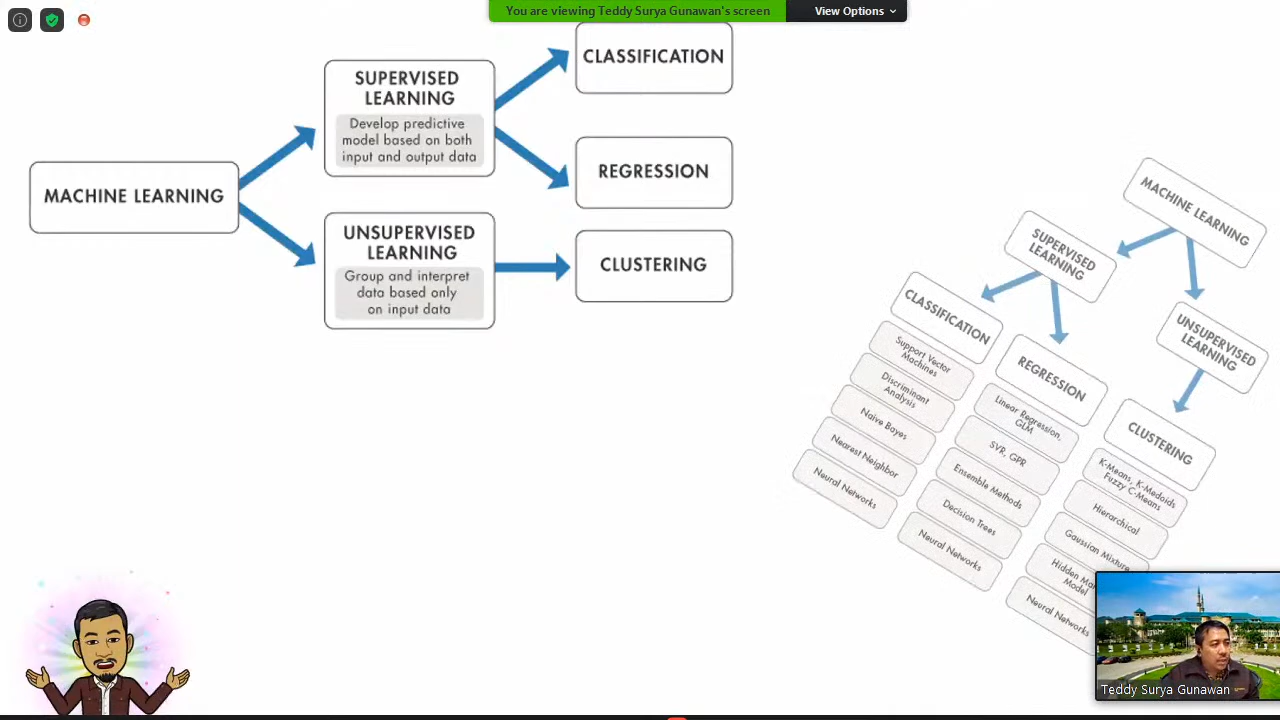 You are viewing Teddy Surya Gunawan's screen
View Options
MACHINE LEARNING
SUPERVISED
LEARNING
Develop predictive
model based on both
input and output data
UNSUPERVISED
LEARNING
Group and interpret
data based only
on input data
CLASSIFICATION
REGRESSION
CLUSTERING
MACHINE LEARNING
SUPERVISED
LEARNING
UNSUPERVISED
LEARNING
CLASSIFICATION
Support Vector
Machines
Discriminant
Analysis
Naive Bayes
Nearest Neighbor
Neural Networks
REGRESSION
Linear Regression,
GLM
SVR, GPR
Ensemble Methods
Decision Trees
Neural Networks
CLUSTERING
K-Means, K-Medoids
Fuzzy C-Means
Hierarchical
Gaussian Mixture
Hidden
Model
Neural Networks
Teddy Surya Gunawan